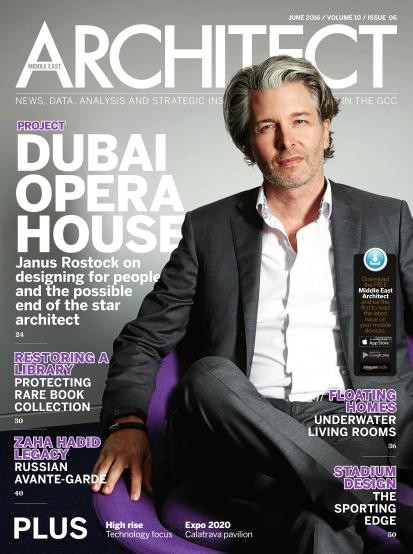 JUNE 2016 / VOLUME 10 / ISSUE 06
ARCHITECT
MIDDLE EAST
NEWS, DATA, ANALYSIS AND STRATEGIC INS IN THE GCC
PROJECT
DUBAI
OPERA
HOUSE
Janus Rostock on
designing for people
and the possible
end of the star
architect
24
RESTORING A
LIBRARY
PROTECTING
RARE BOOK
COLLECTION
30
ZAHA HADID
LEGACY
RUSSIAN
AVANTE-GARDE
40
Download
the FREE
Middle East
Architect
and be the
first to read
the latest
issue on
your mobile
devices.
App Store
Google play
amazon
FLOATING
HOMES
UNDERWATER
LIVING ROOMS
36
STADIUM
DESIGN
THE
SPORTING
EDGE
50
PLUS
High rise
Technology focus
Expo 2020
Calatrava pavilion